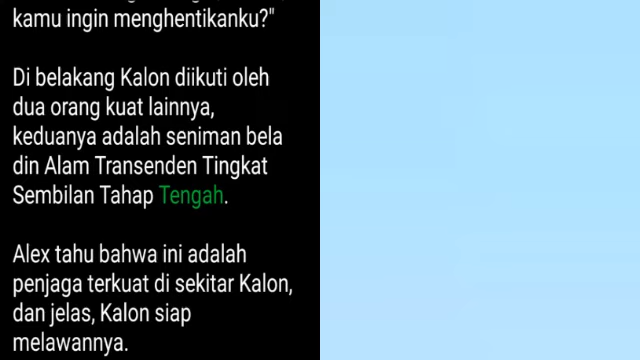 kamu ingin menghentikanku?"
Di belakang Kalon diikuti oleh
dua orang kuat lainnya,
keduanya adalah seniman bela
din Alam Transenden Tingkat
Sembilan Tahap Tengah.
Alex tahu bahwa ini adalah
penjaga terkuat di sekitar Kalon,
dan jelas, Kalon siap
melawannya.